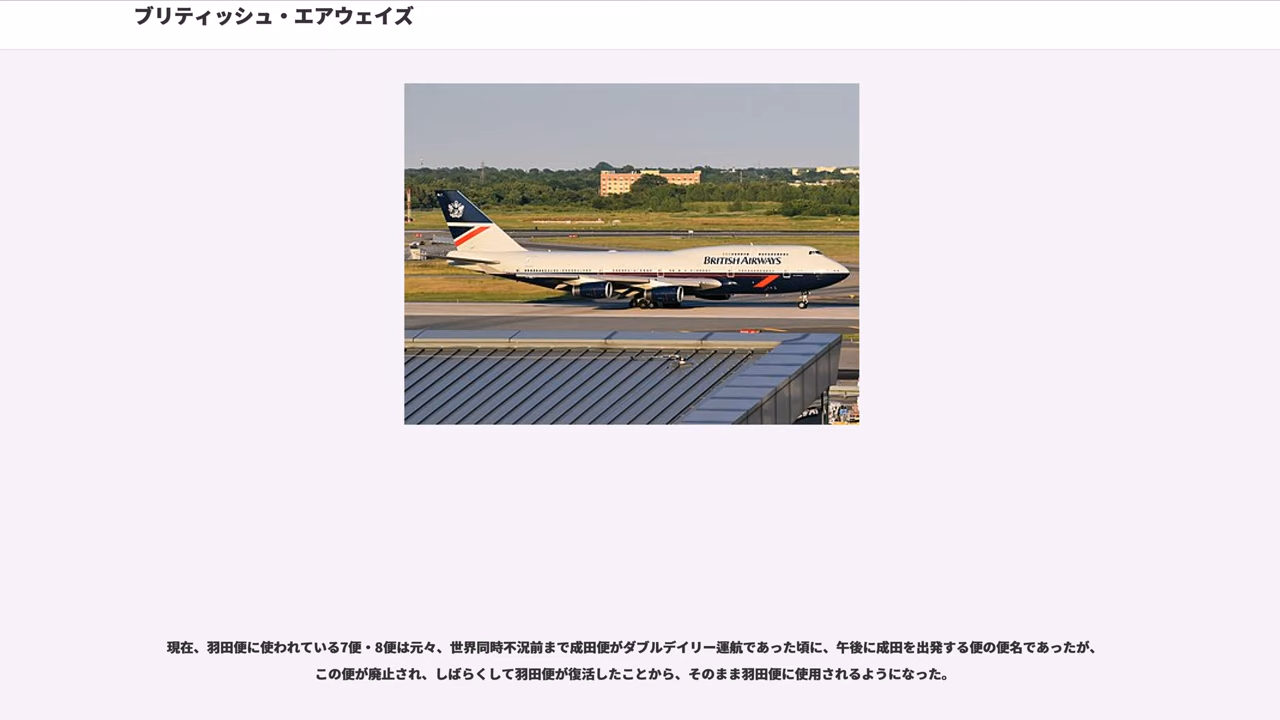 ブリティッシュ・エアウェイズ
BRITISH AIRWAYS
現在、羽田便に使われている7便・8便は元々、世界同時不況前まで成田便がダブルデイリー運航であった頃に、午後に成田を出発する便の便名であったが、
この便が廃止され、しばらくして羽田便が復活したことから、そのまま羽田便に使用されるようになった。